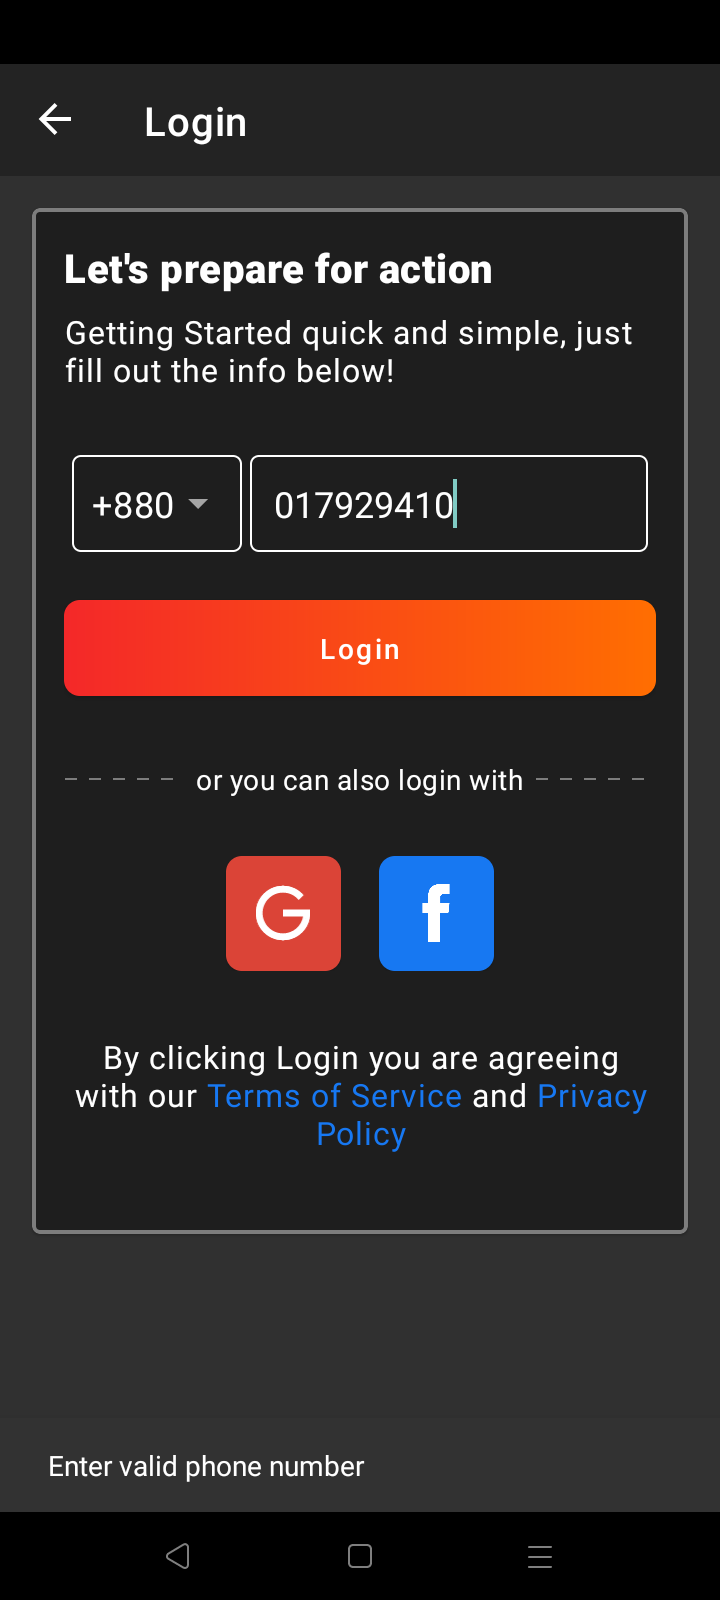 Login
Let's prepare for action
Getting Started quick and simple, just
fill out the info below!
+880 017929410
Login
or you can also login with
G f
By clicking Login you are agreeing
with our Terms of Service and Privacy
Policy
Enter valid phone number